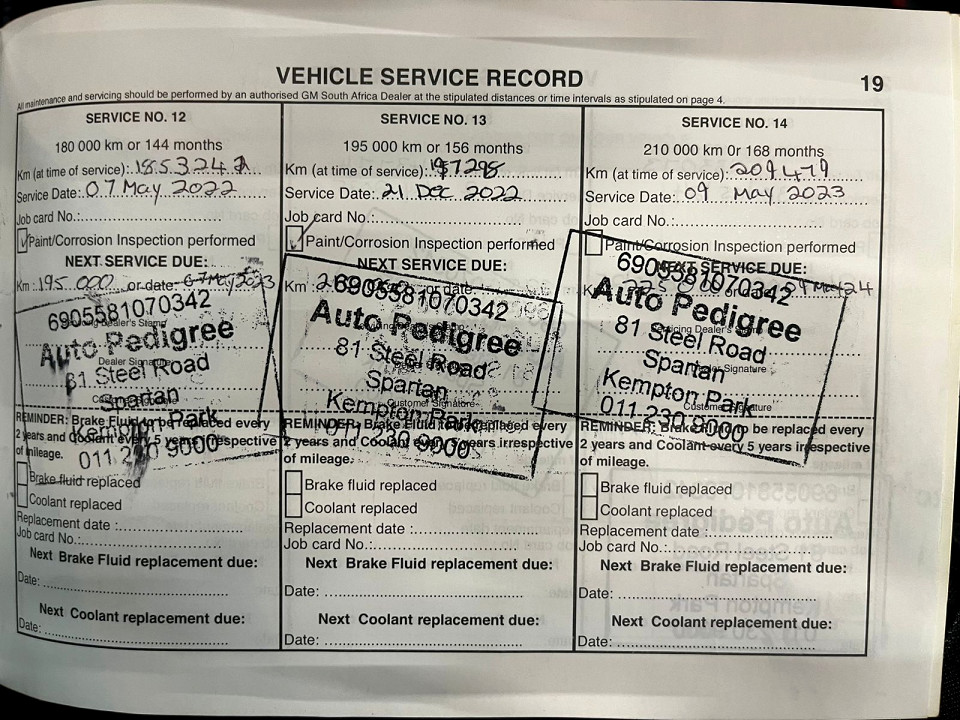 VEHICLE SERVICE RECORD
19
All maintenance and servicing should be performed by an authorised GM South Africa Dealer at the stipulated distances or time intervals as stipulated on page 4.
SERVICE NO. 12
180 000 km or 144 months
Km (at time of service):
Service Date: 07 May 2022
Job card No.:
Paint/Corrosion Inspection performed
NEXT SERVICE DUE:
Km : 195 000 or date: 07 May 2023
6905581070342
Auto Pedigree
81 Steel Road
Dealer Signature
Spartan
Kempton Park
011 230 9000
REMINDER: Brake Fluid to be replaced every
2 years and Coolant every 5 years irrespective
of mileage.
Brake fluid replaced
Coolant replaced
Replacement date :
Job card No.:
Next Brake Fluid replacement due:
Date:
Next Coolant replacement due:
Date:
SERVICE NO. 13
195 000 km or 156 months
Km (at time of service): 197298
Service Date: 21 Dec 2022
Job card No.:
Paint/Corrosion Inspection performed
NEXT SERVICE DUE:
Km or date:
6905581070342
Auto Pedigree
81 Steel Road
Spartan
Customer Signature
Kempton Park
011 230 9000
REMINDER: Brake Fluid to be replaced every
2 years and Coolant every 5 years irrespective
of mileage.
Brake fluid replaced
Coolant replaced
Replacement date :
Job card No.:
Next Brake Fluid replacement due:
Date:
Next Coolant replacement due:
Date:
SERVICE NO. 14
210 000 km or 168 months
Km (at time of service): 209479
Service Date: 09 May 2023
Job card No.:
Paint/Corrosion Inspection performed
NEXT SERVICE DUE:
6905581070342
Auto Pedigree
Servicing Dealer's Stamp
81 Steel Road
Dealer Signature
Spartan
Kempton Park
Customer Signature
011 230 9000
REMINDER: Brake Fluid to be replaced every
2 years and Coolant every 5 years irrespective
of mileage.
Brake fluid replaced
Coolant replaced
Replacement date :
Job card No.:
Next Brake Fluid replacement due:
Date:
Next Coolant replacement due:
Date: